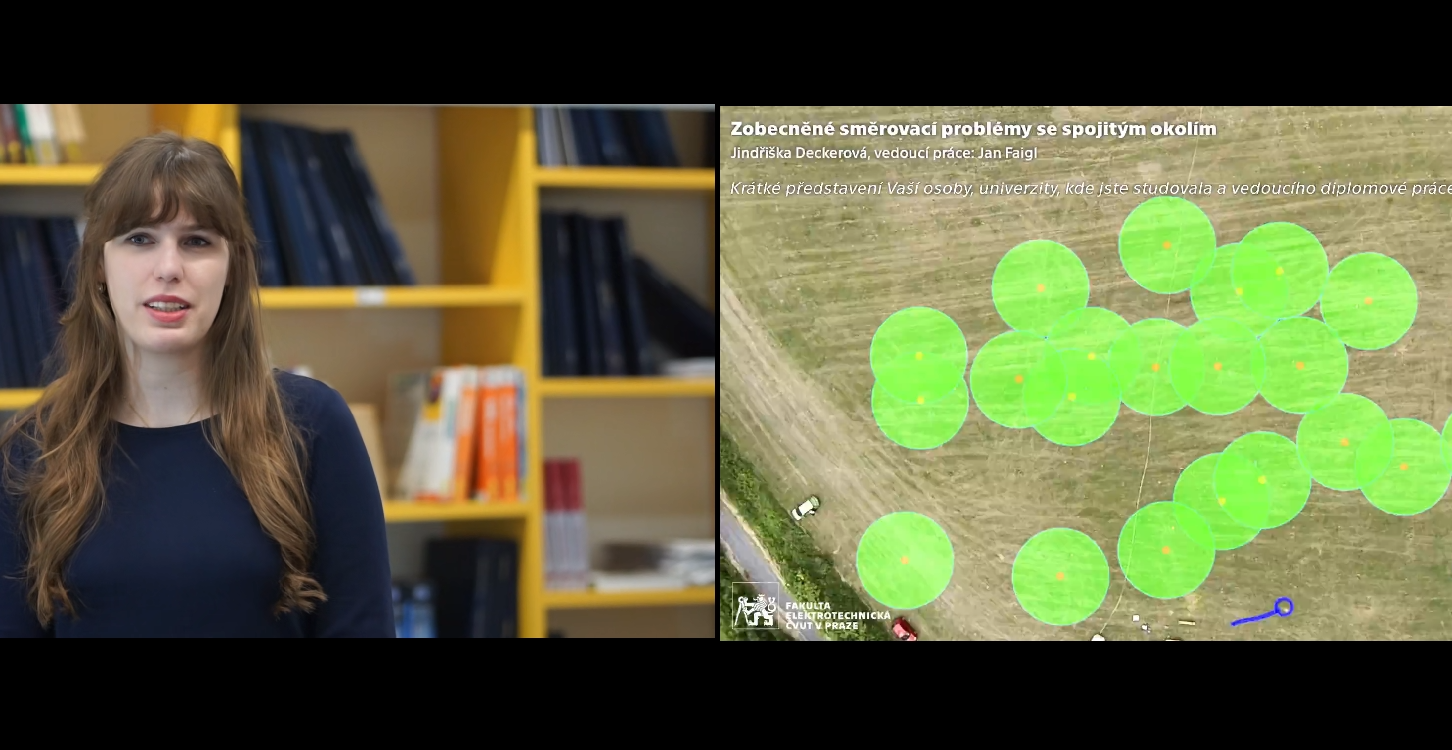 Zobecněné směrovací problémy se spojitým okolím
Jindřiška Deckerová, vedoucí práce: Jan Faigl
Krátké představení Vaší osoby, univerzity, kde jste studovala a vedoucího diplomové práce
FAKULTA
ELEKTROTECHNICKÁ
ČVUT V PRAZE